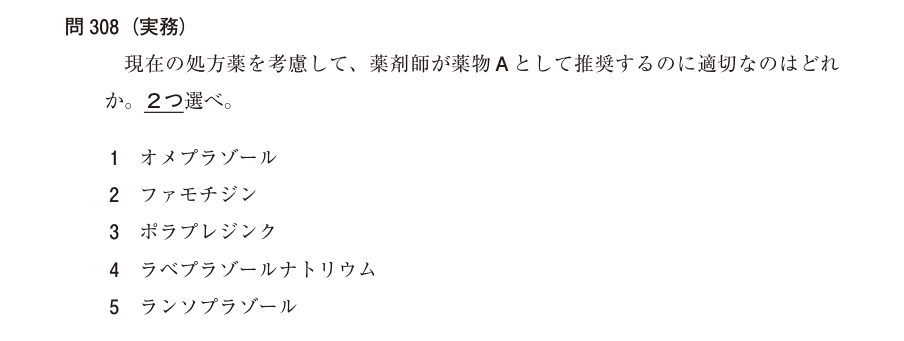 問 308（実務）
現在の処方薬を考慮して、薬剤師が薬物 A として推奨するのに適切なのはどれ
か。２つ選べ。
1 オメプラゾール
2 ファモチジン
3 ポラプレジンク
4 ラベプラゾールナトリウム
5 ランソプラゾール